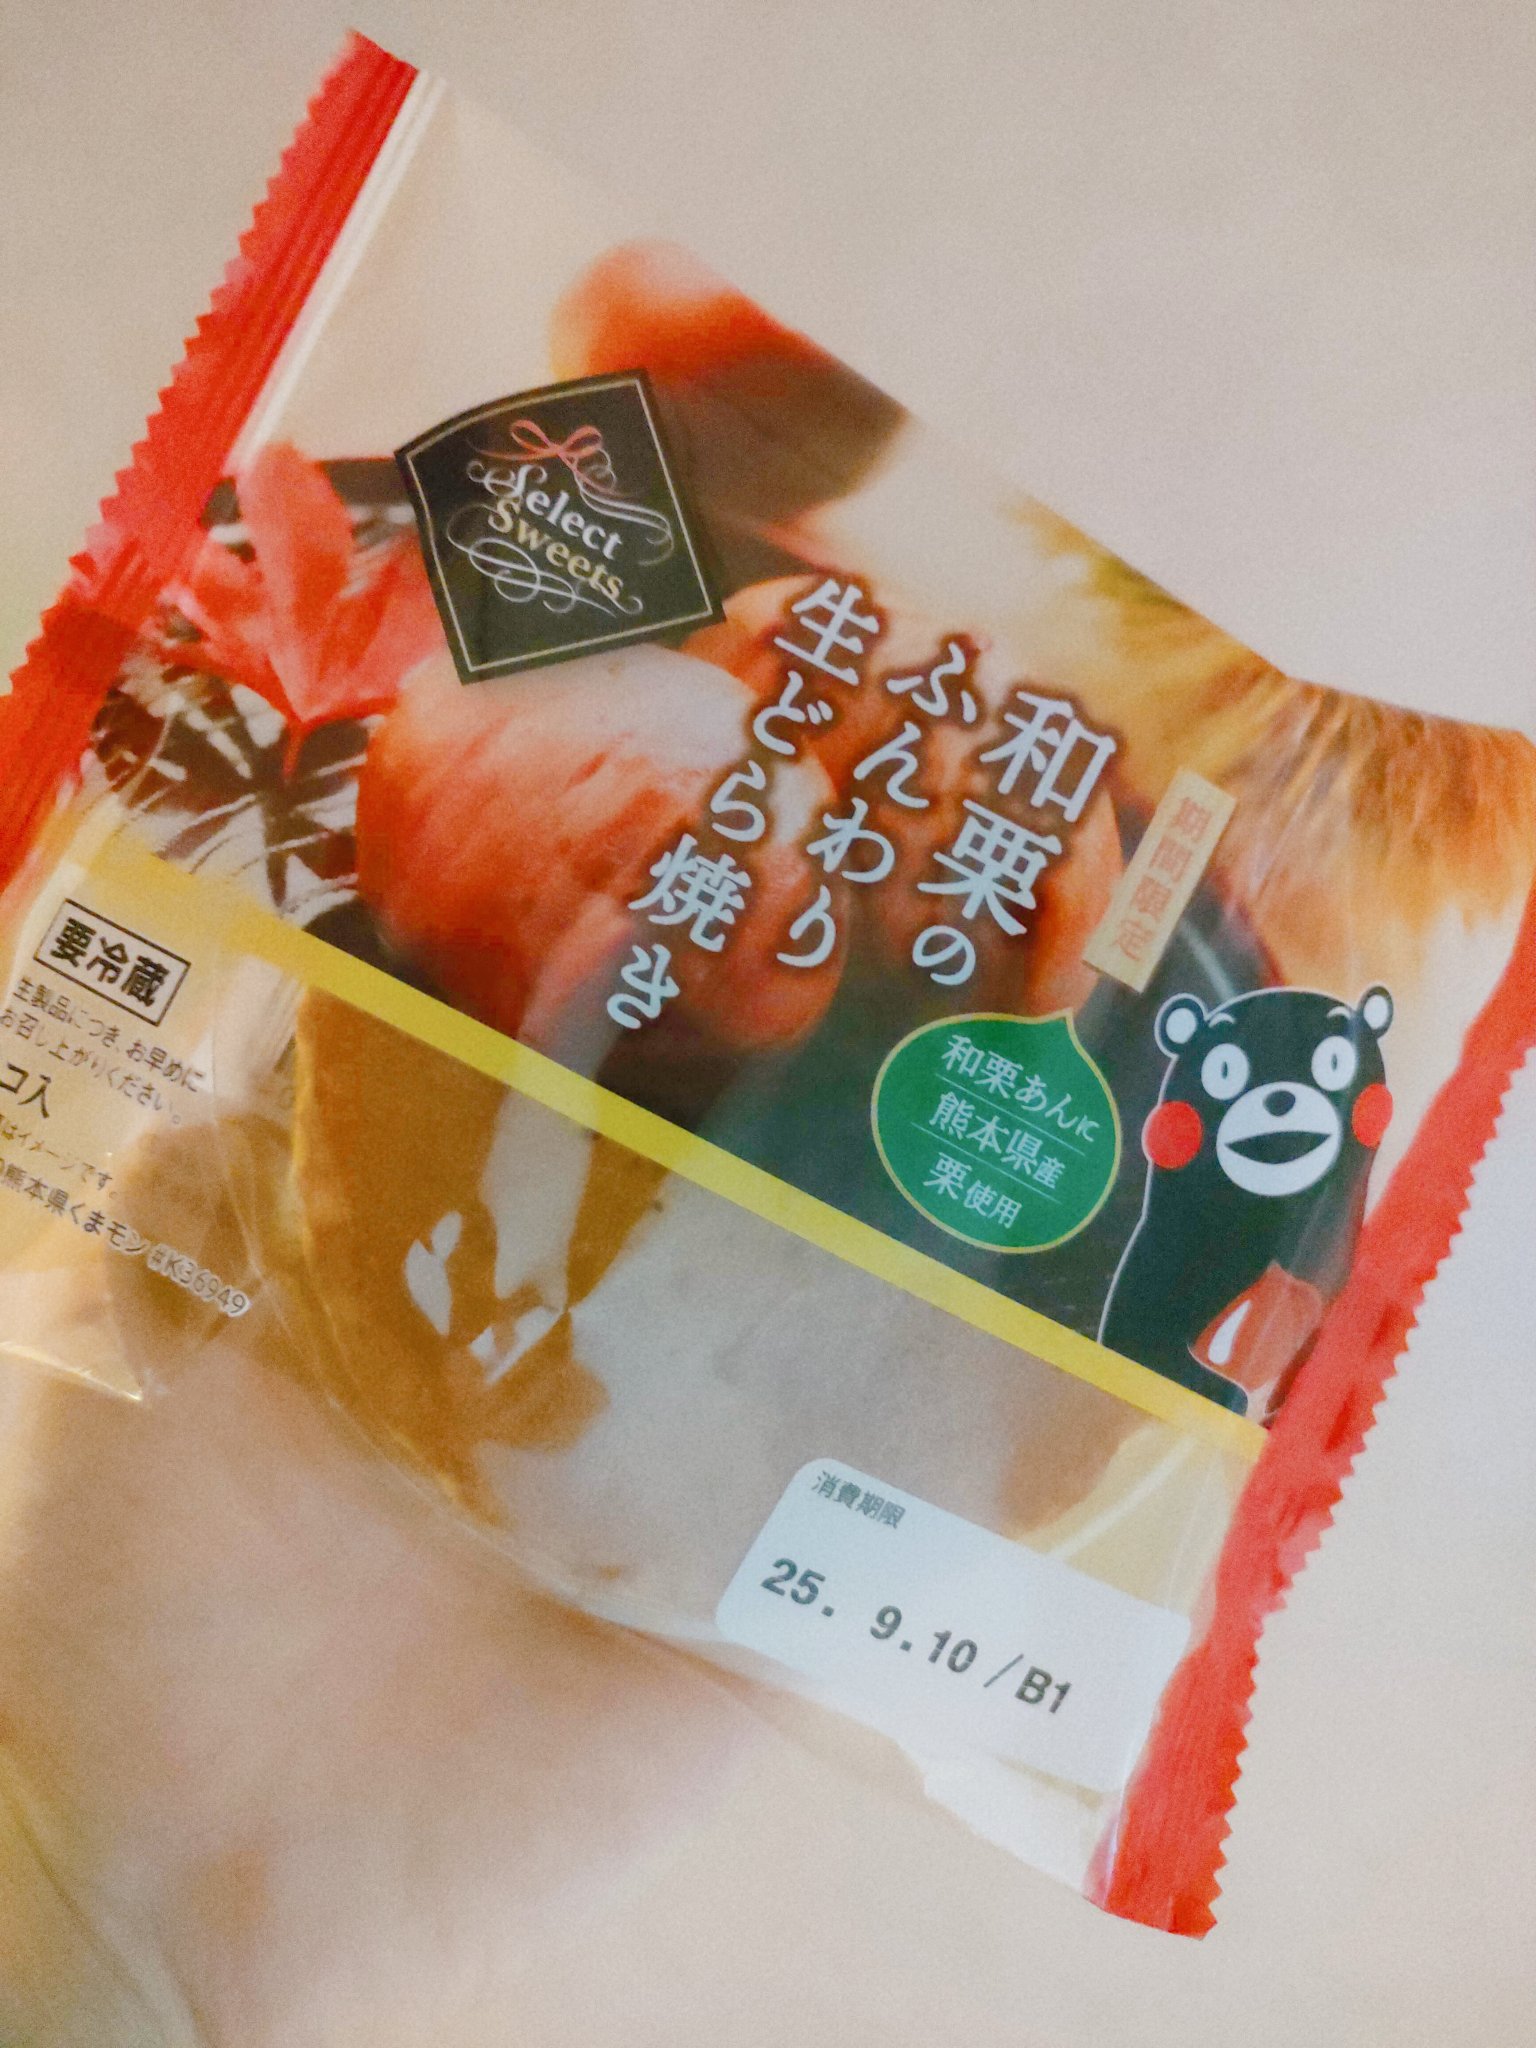 Select
Sweets
期間限定
和栗の
ふんわり
生どら焼き
和栗あんに
熊本県産
栗使用
要冷蔵
生製品につき、お早めに
お召し上がりください。
コ入
はイメージです。
熊本県くまモン #K36949
消費期限
25. 9.10/B1